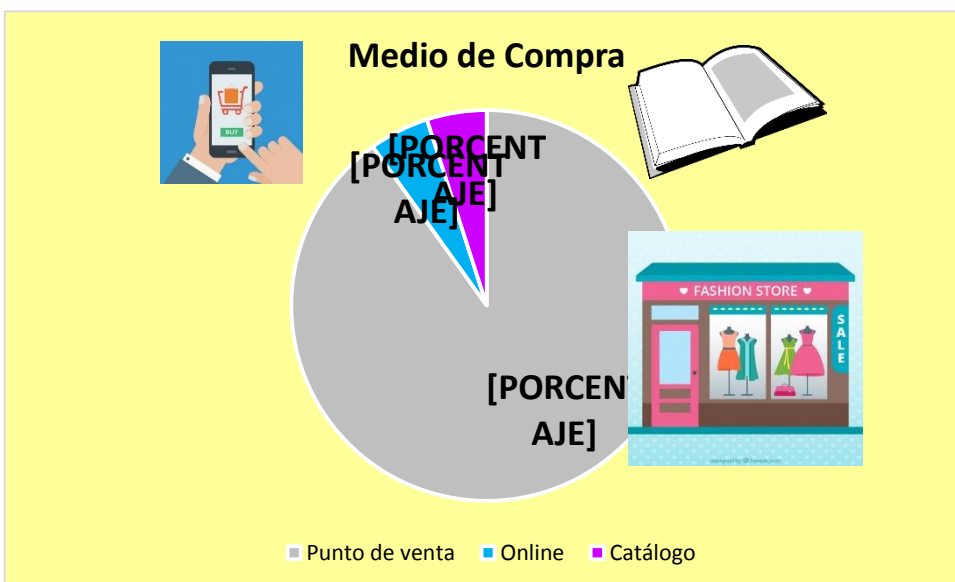 Medio de Compra
BUY
[PORCENT
AJE]
[PORCENT
AJE]
♥ FASHION STORE ♥
SALE
[PORCENT
AJE]
Punto de venta
Online
Catálogo